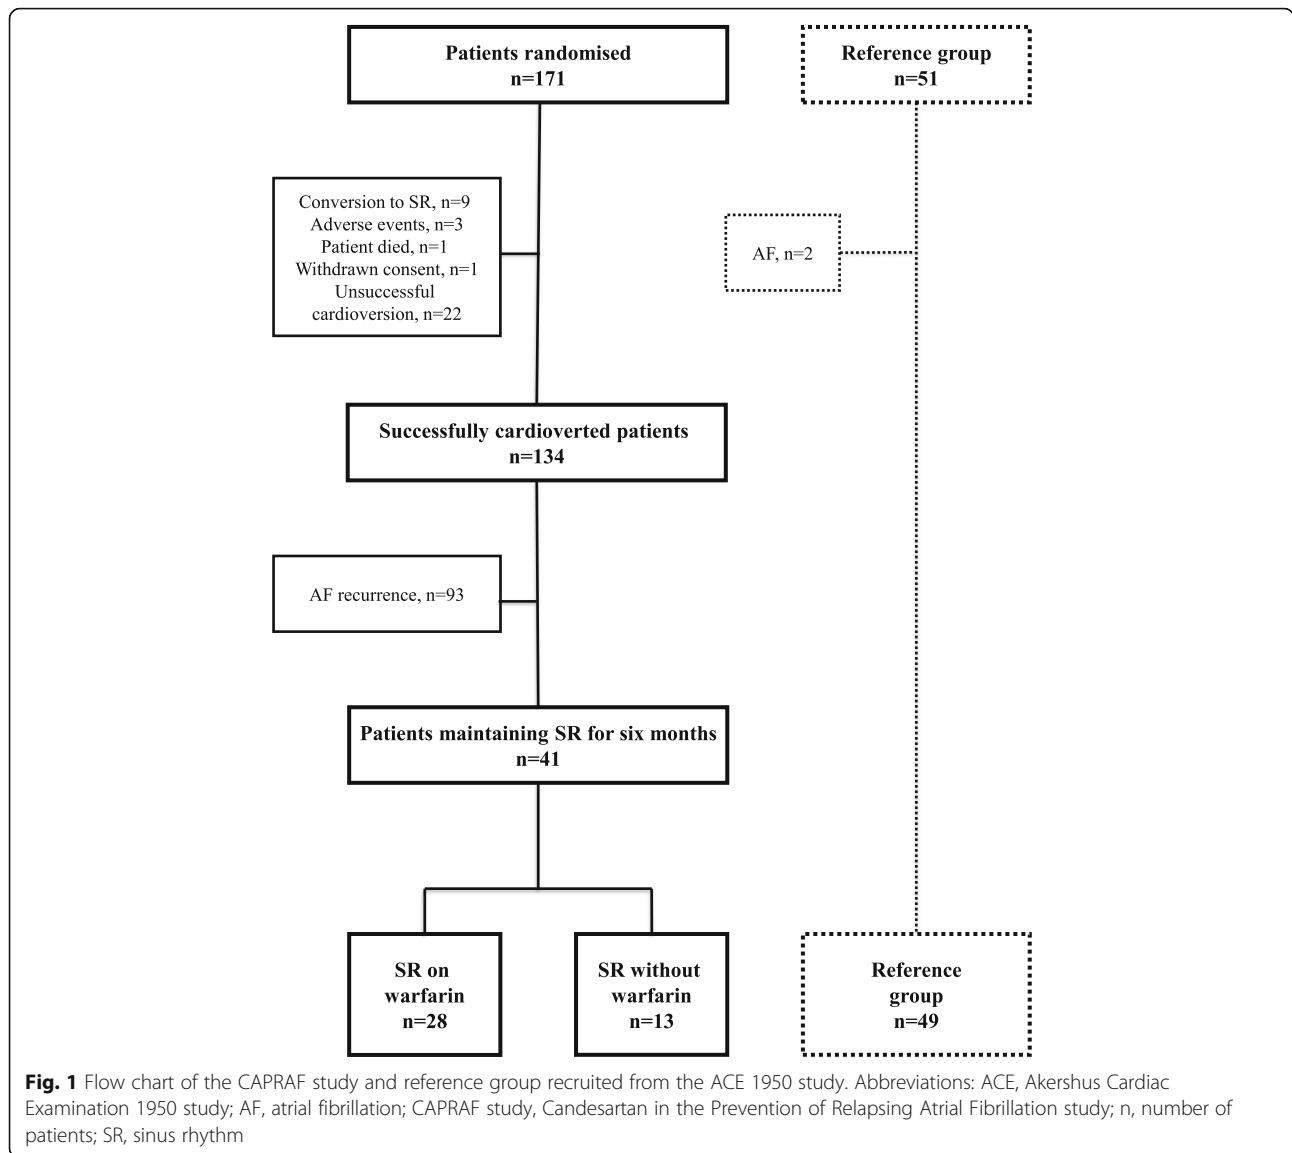 Patients randomised
n=171
Reference group
n=51
Conversion to SR, n=9
Adverse events, n=3
Patient died, n=1
Withdrawn consent, n=1
Unsuccessful
cardioversion, n=22
AF, n=2
Successfully cardioverted patients
n=134
AF recurrence, n=93
Patients maintaining SR for six months
n=41
SR on
warfarin
n=28
SR without
warfarin
n=13
Reference
group
n=49
Fig. 1 Flow chart of the CAPRAF study and reference group recruited from the ACE 1950 study. Abbreviations: ACE, Akershus Cardiac
Examination 1950 study; AF, atrial fibrillation; CAPRAF study, Candesartan in the Prevention of Relapsing Atrial Fibrillation study; n, number of
patients; SR, sinus rhythm